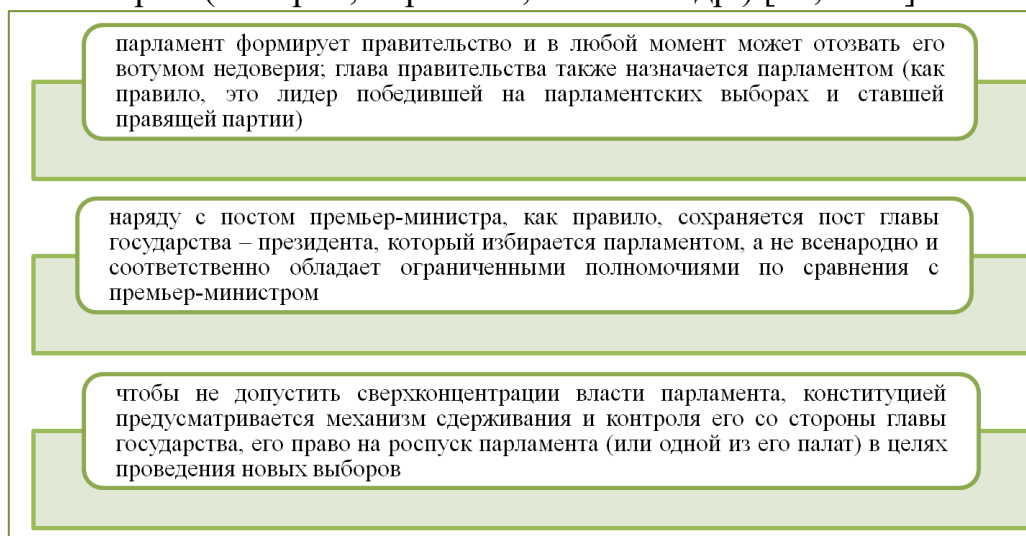 парламент формирует правительство и в любой момент может отозвать его
вотумом недоверия; глава правительства также назначается парламентом (как
правило, это лидер победившей на парламентских выборах и ставшей
правящей партии)
наряду с постом премьер-министра, как правило, сохраняется пост главы
государства – президента, который избирается парламентом, а не всенародно и
соответственно обладает ограниченными полномочиями по сравнения с
премьер-министром
чтобы не допустить сверхконцентрации власти парламента, конституцией
предусматривается механизм сдерживания и контроля его со стороны главы
государства, его право на роспуск парламента (или одной из его палат) в целях
проведения новых выборов